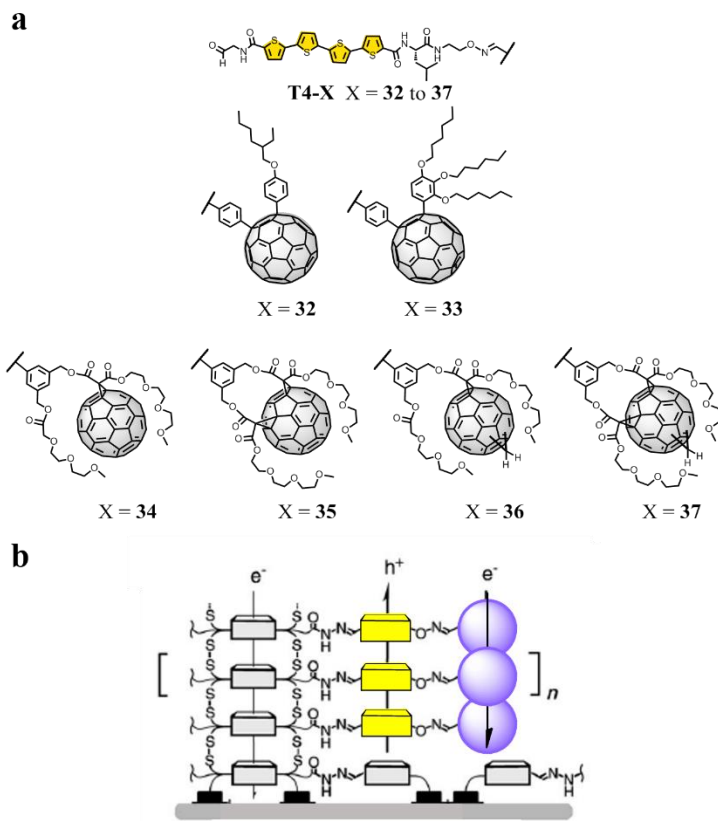 a
O H N H O S S S S O H N O N H O N
T4-X X = 32 to 37
O O O O
X = 32 X = 33
O O O O O O O O O O O O O O O O O O O O O O O O O O O O O O O O O O H H H H
X = 34 X = 35 X = 36 X = 37
b
e- h+ e-
S S O N H N O N
S S S S O N H N O N
[ ] n
S S S S O N H N O N
S S S S O N H N N N H